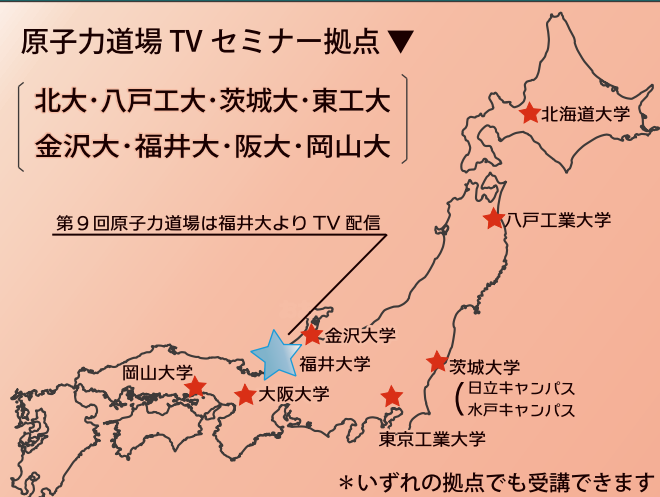 原子力道場 TV セミナー拠点 ▼
北大・八戸工大・茨城大・東工大
金沢大・福井大・阪大・岡山大
第９回原子力道場は福井大より TV 配信
北海道大学
八戸工業大学
金沢大学
福井大学
茨城大学
日立キャンパス
水戸キャンパス
岡山大学
大阪大学
東京工業大学
＊いずれの拠点でも受講できます